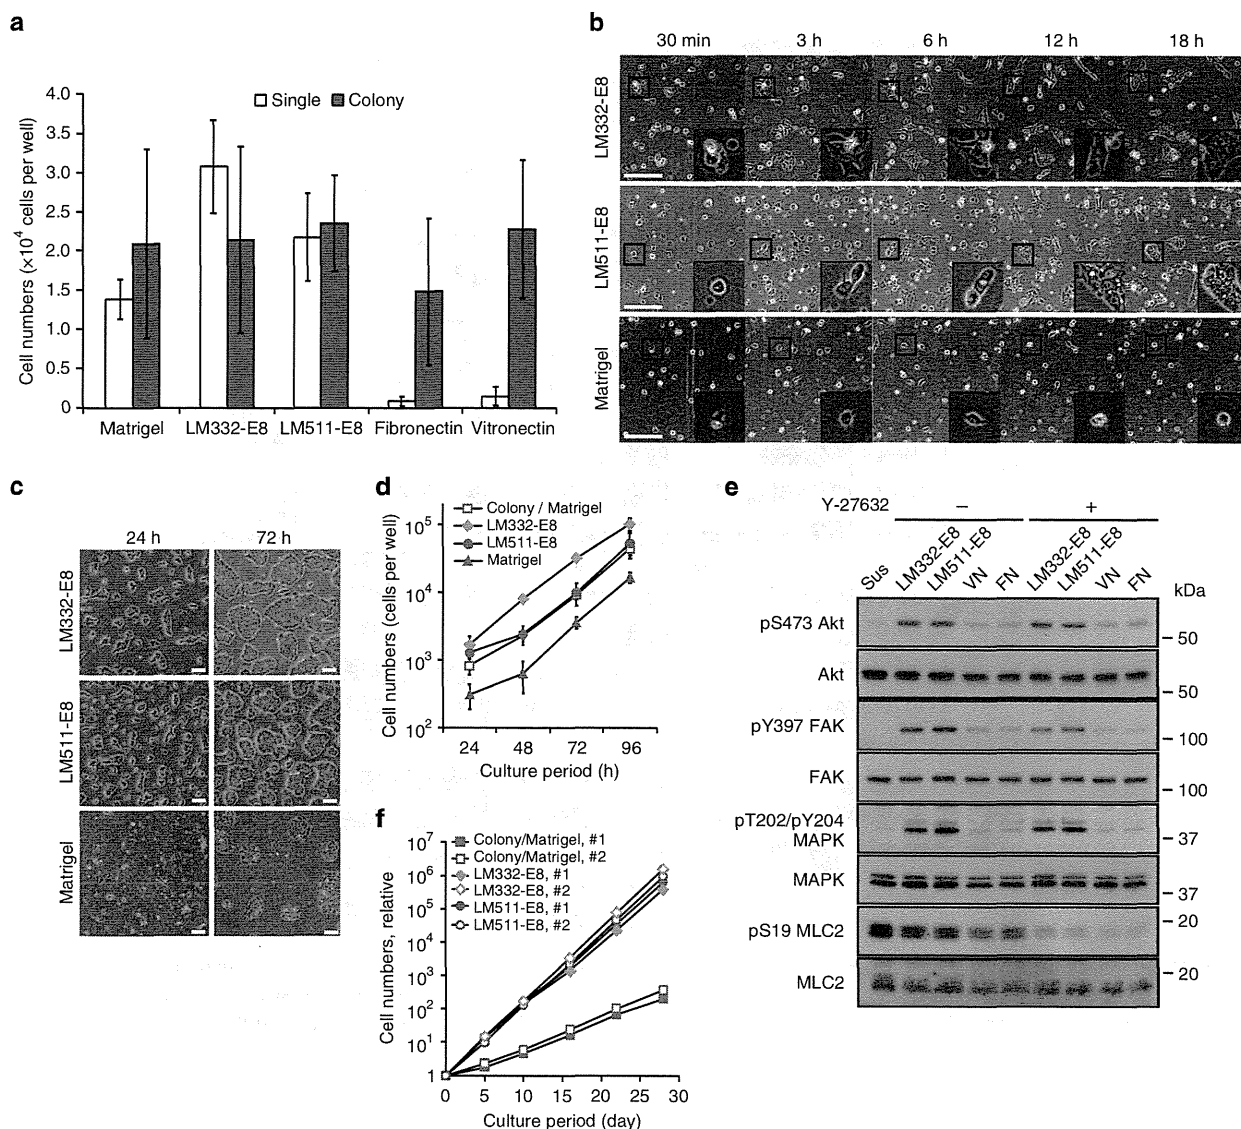 a
Single
Colony
Cell numbers (×10⁴ cells per well)
4.0
3.5
3.0
2.5
2.0
1.5
1.0
0.5
0
Matrigel
LM332-E8
LM511-E8
Fibronectin
Vitronectin
b
30 min
3 h
6 h
12 h
18 h
LM332-E8
LM511-E8
Matrigel
c
24 h
72 h
LM332-E8
LM511-E8
Matrigel
d
Colony / Matrigel
LM332-E8
LM511-E8
Matrigel
Cell numbers (cells per well)
10⁵
10⁴
10³
10²
24
48
72
96
Culture period (h)
e
Y-27632
–
+
Sus
LM332-E8
LM511-E8
VN
FN
LM332-E8
LM511-E8
VN
FN
kDa
pS473 Akt
50
Akt
50
pY397 FAK
100
FAK
100
pT202/pY204
MAPK
37
MAPK
37
pS19 MLC2
20
MLC2
20
f
Colony/Matrigel, #1
Colony/Matrigel, #2
LM332-E8, #1
LM332-E8, #2
LM511-E8, #1
LM511-E8, #2
Cell numbers, relative
10⁷
10⁶
10⁵
10⁴
10³
10²
10¹
1
0
5
10
15
20
25
30
Culture period (day)